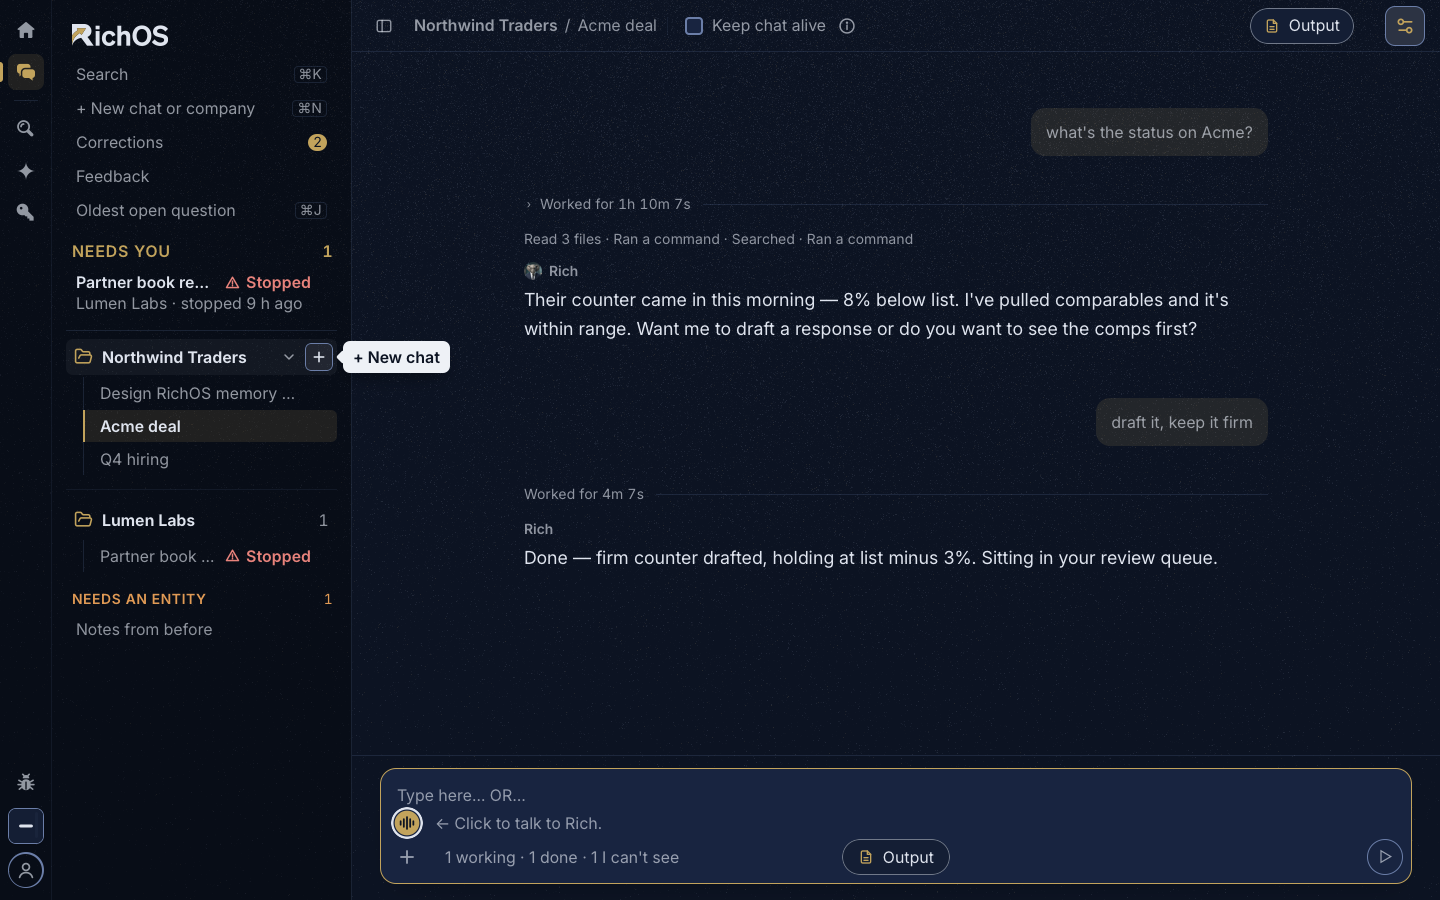 RichOS
Search ⌘K
+ New chat or company ⌘N
Corrections 2
Feedback
Oldest open question ⌘J
NEEDS YOU 1
Partner book re... Stopped
Lumen Labs · stopped 9 h ago
Northwind Traders
+ New chat
Design RichOS memory ...
Acme deal
Q4 hiring
Lumen Labs 1
Partner book ... Stopped
NEEDS AN ENTITY 1
Notes from before
Northwind Traders / Acme deal
Keep chat alive
Output
what's the status on Acme?
› Worked for 1h 10m 7s
Read 3 files · Ran a command · Searched · Ran a command
Rich
Their counter came in this morning — 8% below list. I've pulled comparables and it's
within range. Want me to draft a response or do you want to see the comps first?
draft it, keep it firm
Worked for 4m 7s
Rich
Done — firm counter drafted, holding at list minus 3%. Sitting in your review queue.
Type here... OR...
← Click to talk to Rich.
1 working · 1 done · 1 I can't see
Output